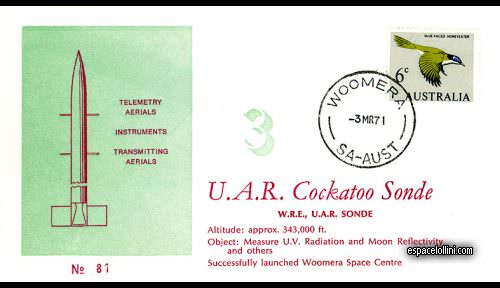 TELEMETRY
AERIALS
INSTRUMENTS
TRANSMITTING
AERIALS
No 81
3
BLUE-FACED HONEYEATER
6c
AUSTRALIA
WOOMERA
-3MR71
SA-AUST
U.A.R. Cockatoo Sonde
W.R.E., U.A.R. SONDE
Altitude: approx. 343,000 ft.
Object: Measure U.V. Radiation and Moon Reflectivity
and others
Successfully launched Woomera Space Centre
espacelollini.com